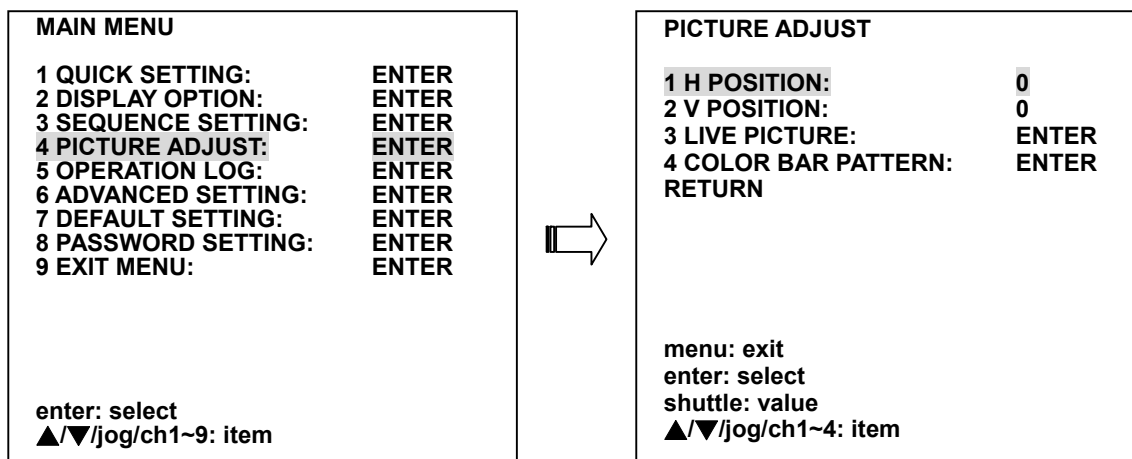 MAIN MENU
1 QUICK SETTING: ENTER
2 DISPLAY OPTION: ENTER
3 SEQUENCE SETTING: ENTER
4 PICTURE ADJUST: ENTER
5 OPERATION LOG: ENTER
6 ADVANCED SETTING: ENTER
7 DEFAULT SETTING: ENTER
8 PASSWORD SETTING: ENTER
9 EXIT MENU: ENTER
enter: select
▲/▼/jog/ch1~9: item
PICTURE ADJUST
1 H POSITION: 0
2 V POSITION: 0
3 LIVE PICTURE: ENTER
4 COLOR BAR PATTERN: ENTER
RETURN
menu: exit
enter: select
shuttle: value
▲/▼/jog/ch1~4: item